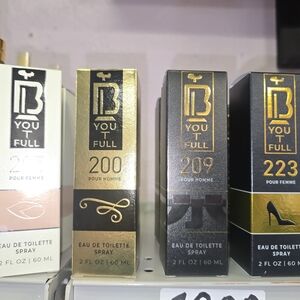 B
YOU
T
FULL
POUR FEMME
EAU DE TOILETTE
SPRAY
2 FL OZ | 60 ML
B
YOU
T
FULL
200
POUR HOMME
EAU DE TOILETTE
SPRAY
2 FL OZ | 60 ML
B
YOU
T
FULL
209
POUR HOMME
EAU DE TOILETTE
SPRAY
2 FL OZ | 60 ML
B
YOU
T
FULL
223
POUR FEMME
EAU DE TOILETTE
SPRAY
2 FL OZ | 60 ML